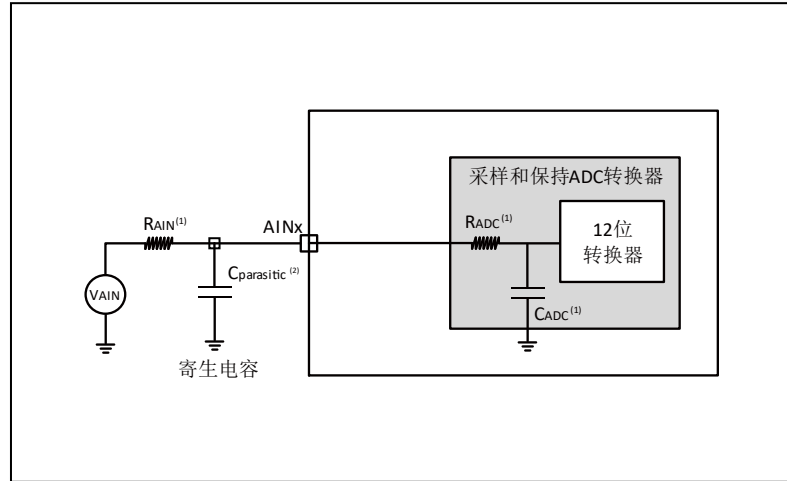 采样和保持ADC转换器
RAIN(1)
AINx
RADC(1)
12位
转换器
Cparasitic(2)
VAIN
CADC(1)
寄生电容